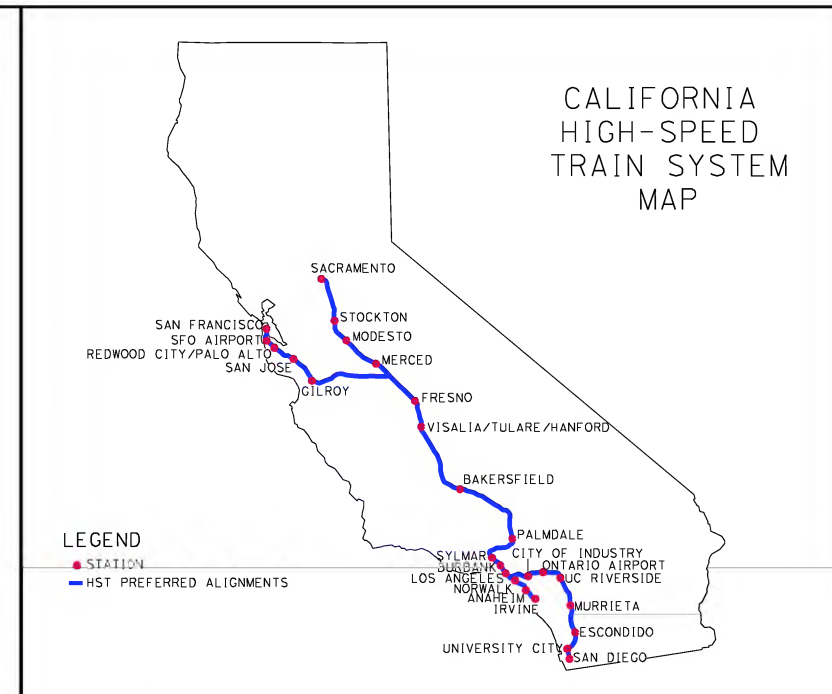 CALIFORNIA
HIGH-SPEED
TRAIN SYSTEM
MAP
SACRAMENTO
STOCKTON
SAN FRANCISCO
MODESTO
SFO AIRPORT
REDWOOD CITY/PALO ALTO
MERCED
SAN JOSE
GILROY
FRESNO
VISALIA/TULARE/HANFORD
BAKERSFIELD
PALMDALE
SYLMAR
CITY OF INDUSTRY
BURBANK
ONTARIO AIRPORT
LOS ANGELES
UC RIVERSIDE
NORWALK
ANAHEIM
IRVINE
MURRIETA
ESCONDIDO
UNIVERSITY CITY
SAN DIEGO
LEGEND
STATION
HST PREFERRED ALIGNMENTS